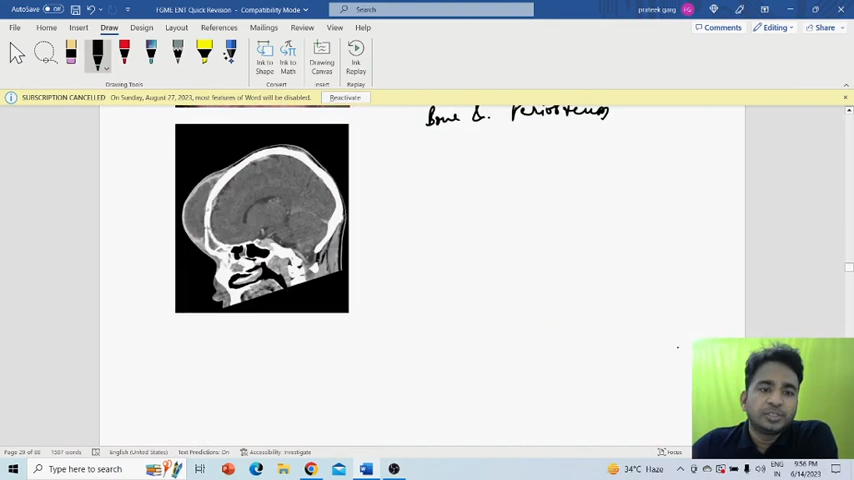 AutoSave Off FGME ENT Quick Revision - Compatibility Mode Search prateek garg PG
File Home Insert Draw Design Layout References Mailings Review View Help Comments Editing Share
Ink to Shape Ink to Math Drawing Canvas Ink Replay
Drawing Tools Convert Insert Replay
SUBSCRIPTION CANCELLED On Sunday, August 27, 2023, most features of Word will be disabled. Reactivate
Bone &. Periosteum
Page 29 of 88 1587 words English (United States) Text Predictions: On Accessibility: Investigate Focus
Type here to search 34°C Haze ENG IN 9:56 PM 6/14/2023